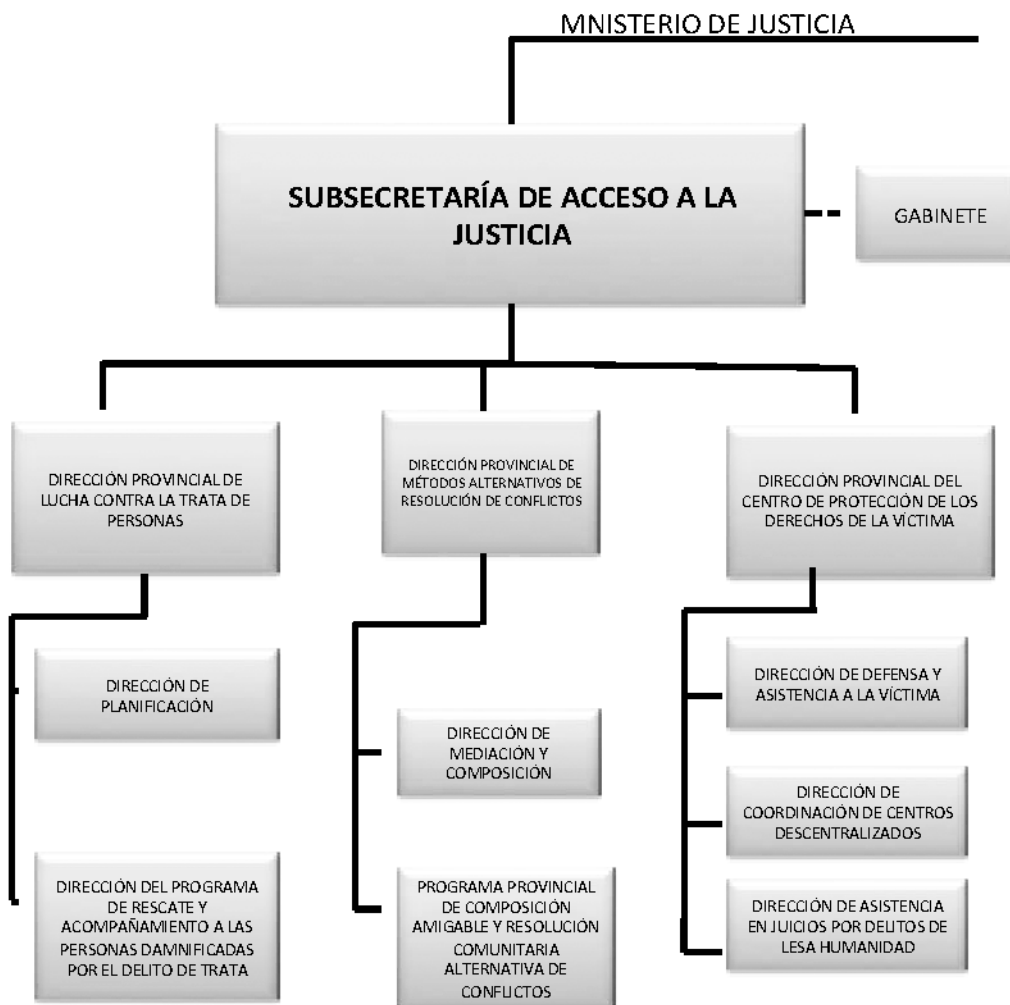 MNISTERIO DE JUSTICIA
SUBSECRETARÍA DE ACCESO A LA
JUSTICIA
GABINETE
DIRECCIÓN PROVINCIAL DE
LUCHA CONTRA LA TRATA DE
PERSONAS
DIRECCIÓN PROVINCIAL DE
MÉTODOS ALTERNATIVOS DE
RESOLUCIÓN DE CONFLICTOS
DIRECCIÓN PROVINCIAL DEL
CENTRO DE PROTECCIÓN DE LOS
DERECHOS DE LA VÍCTIMA
DIRECCIÓN DE
PLANIFICACIÓN
DIRECCIÓN DEL PROGRAMA
DE RESCATE Y
ACOMPAÑAMIENTO A LAS
PERSONAS DAMNIFICADAS
POR EL DELITO DE TRATA
DIRECCIÓN DE
MEDIACIÓN Y
COMPOSICIÓN
PROGRAMA PROVINCIAL
DE COMPOSICIÓN
AMIGABLE Y RESOLUCIÓN
COMUNITARIA
ALTERNATIVA DE
CONFLICTOS
DIRECCIÓN DE DEFENSA Y
ASISTENCIA A LA VÍCTIMA
DIRECCIÓN DE
COORDINACIÓN DE CENTROS
DESCENTRALIZADOS
DIRECCIÓN DE ASISTENCIA
EN JUICIOS POR DELITOS DE
LESA HUMANIDAD